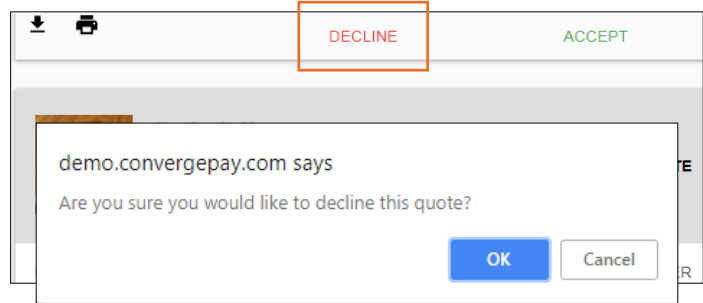 DECLINE
ACCEPT
demo.convergepay.com says
Are you sure you would like to decline this quote?
OK
Cancel